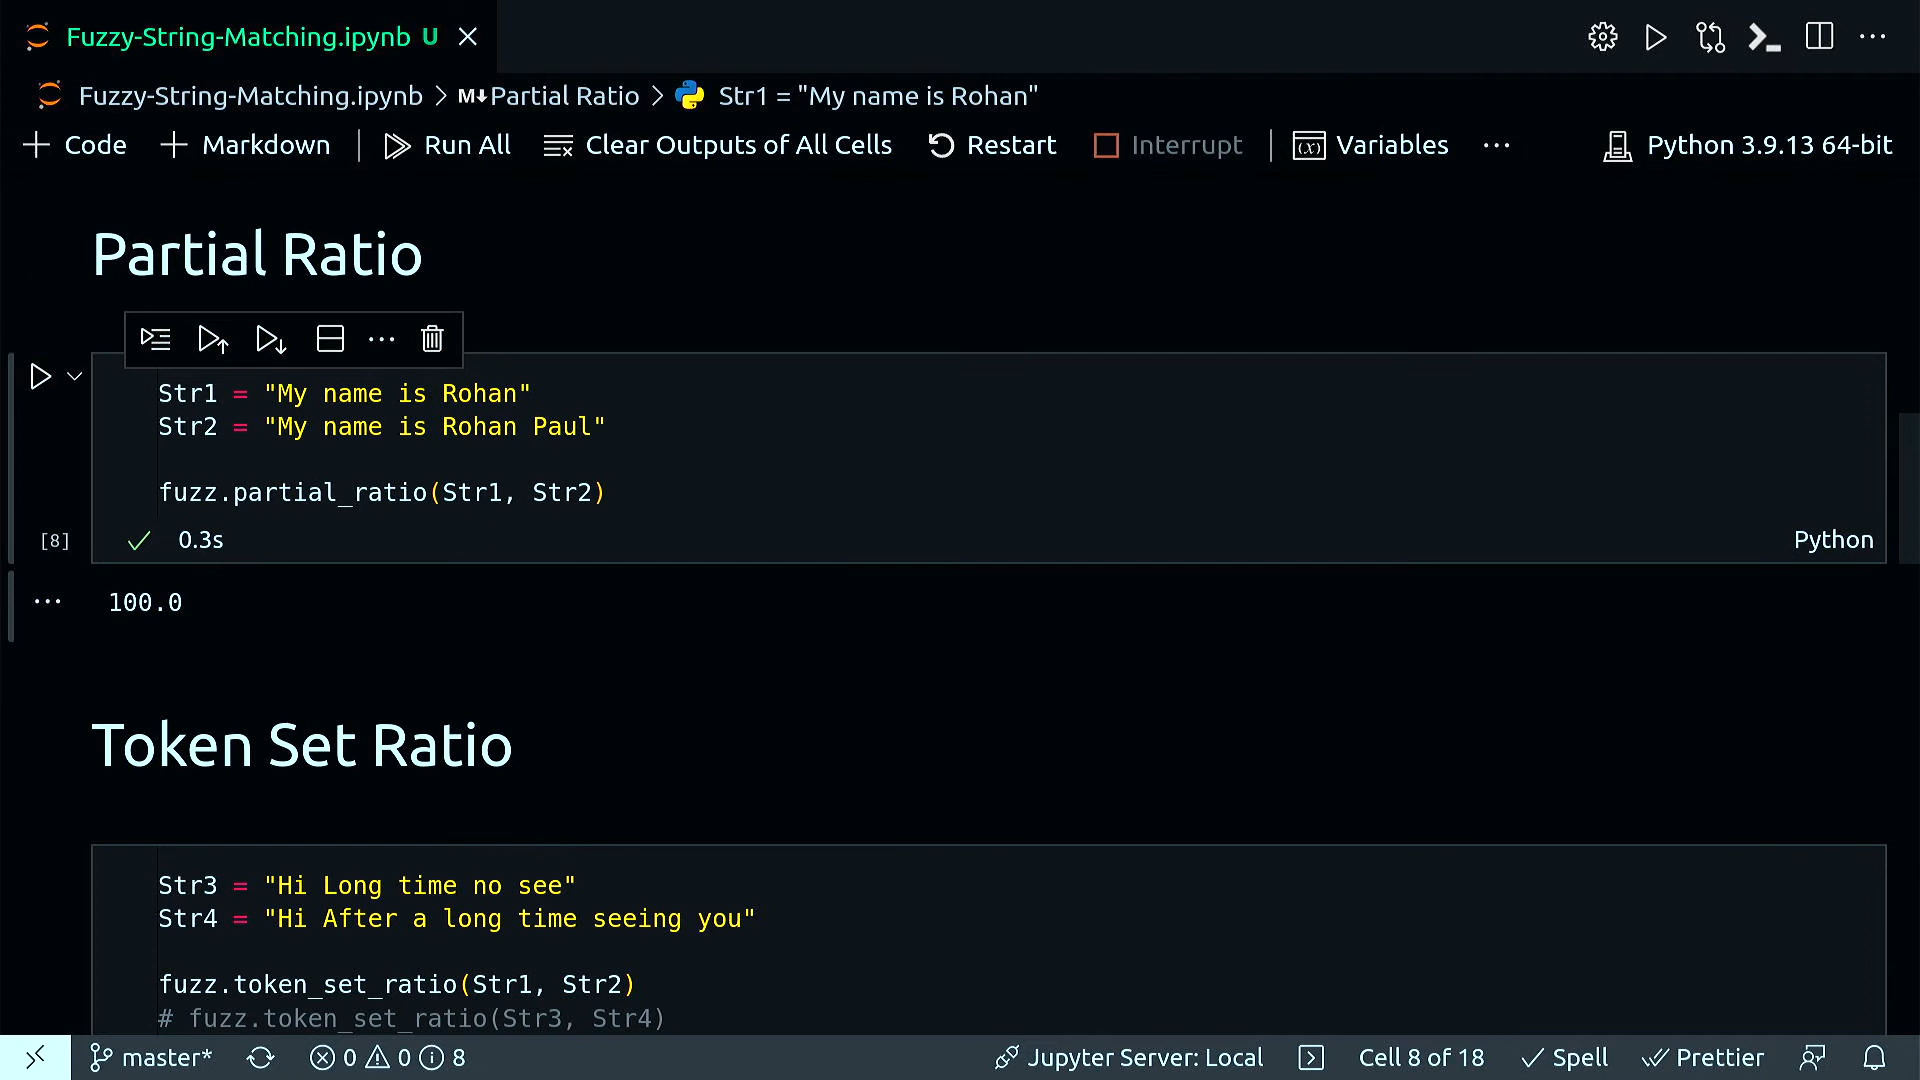 Fuzzy-String-Matching.ipynb U
Fuzzy-String-Matching.ipynb > M↓Partial Ratio > Str1 = "My name is Rohan"
+ Code + Markdown | Run All Clear Outputs of All Cells Restart Interrupt | (x) Variables ··· Python 3.9.13 64-bit
Partial Ratio
Str1 = "My name is Rohan"
Str2 = "My name is Rohan Paul"
fuzz.partial_ratio(Str1, Str2)
[8] ✓ 0.3s Python
··· 100.0
Token Set Ratio
Str3 = "Hi Long time no see"
Str4 = "Hi After a long time seeing you"
fuzz.token_set_ratio(Str1, Str2)
# fuzz.token_set_ratio(Str3, Str4)
master* 0 0 8 Jupyter Server: Local Cell 8 of 18 Spell Prettier